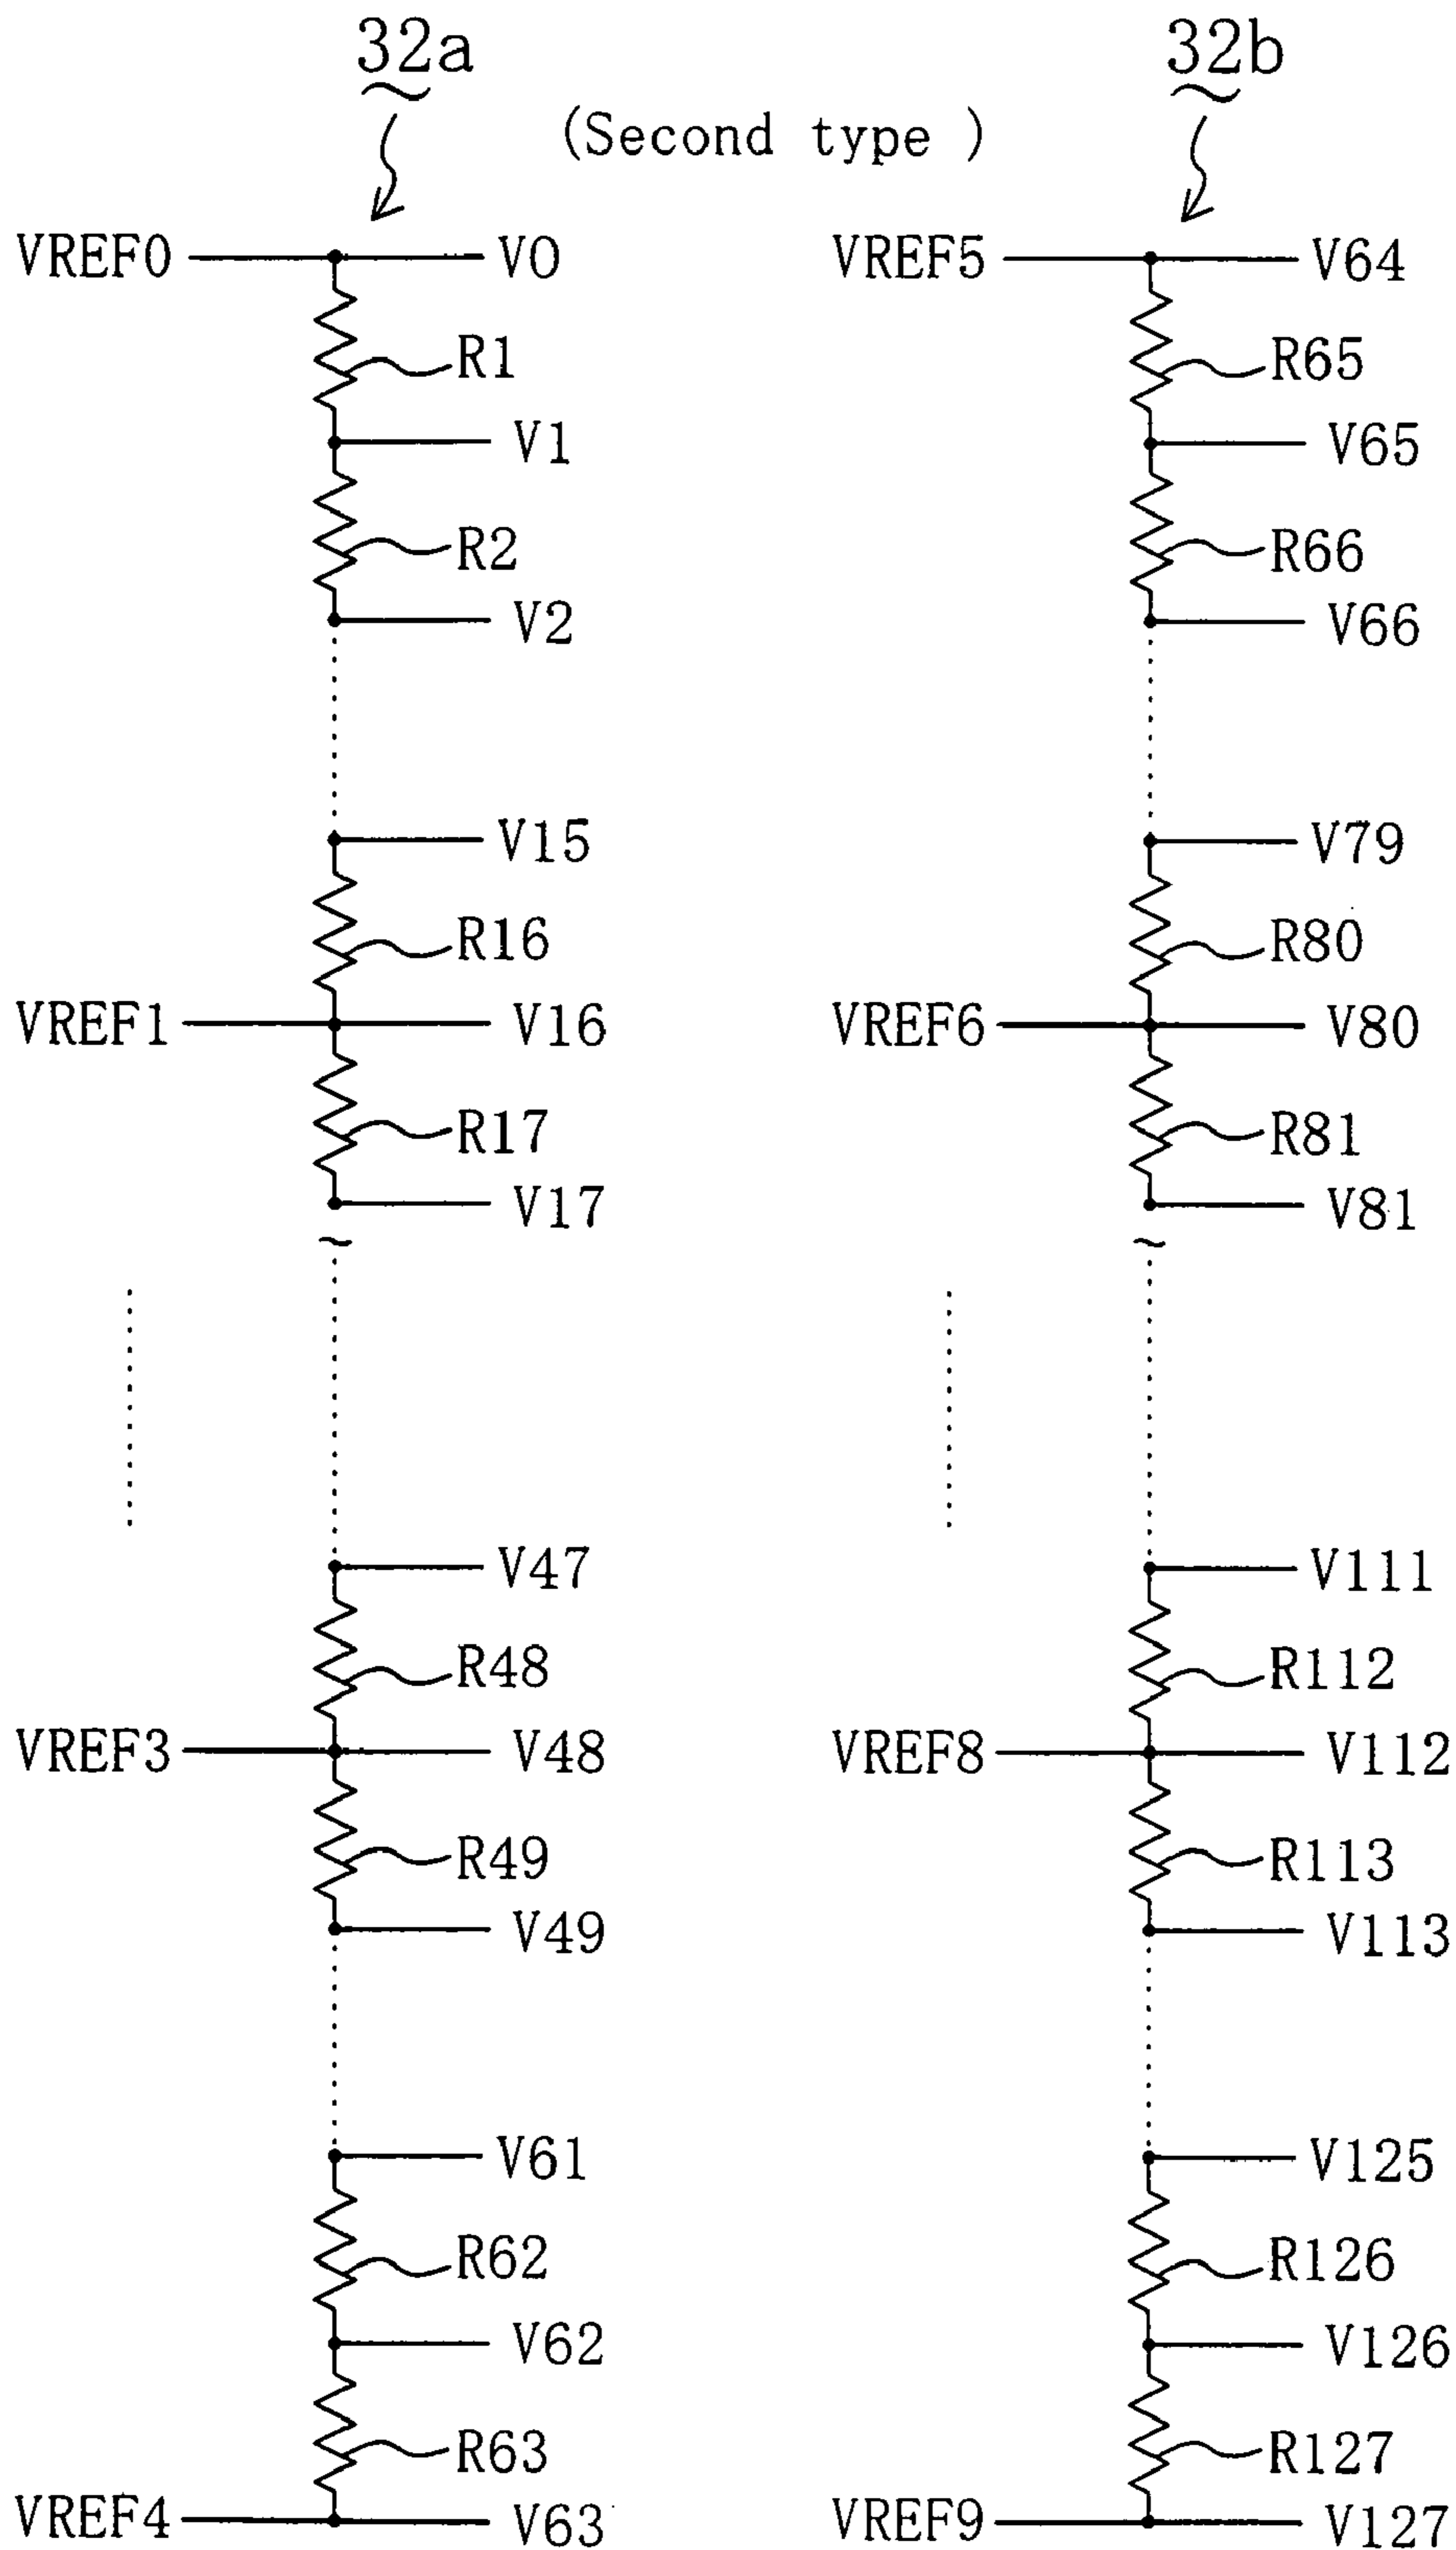 32a
32b
(Second type )
VREF0
V0
VREF5
V64
R1
R65
V1
V65
R2
R66
V2
V66
V15
V79
R16
R80
VREF1
V16
VREF6
V80
R17
R81
V17
V81
V47
V111
R48
R112
VREF3
V48
VREF8
V112
R49
R113
V49
V113
V61
V125
R62
R126
V62
V126
R63
R127
VREF4
V63
VREF9
V127